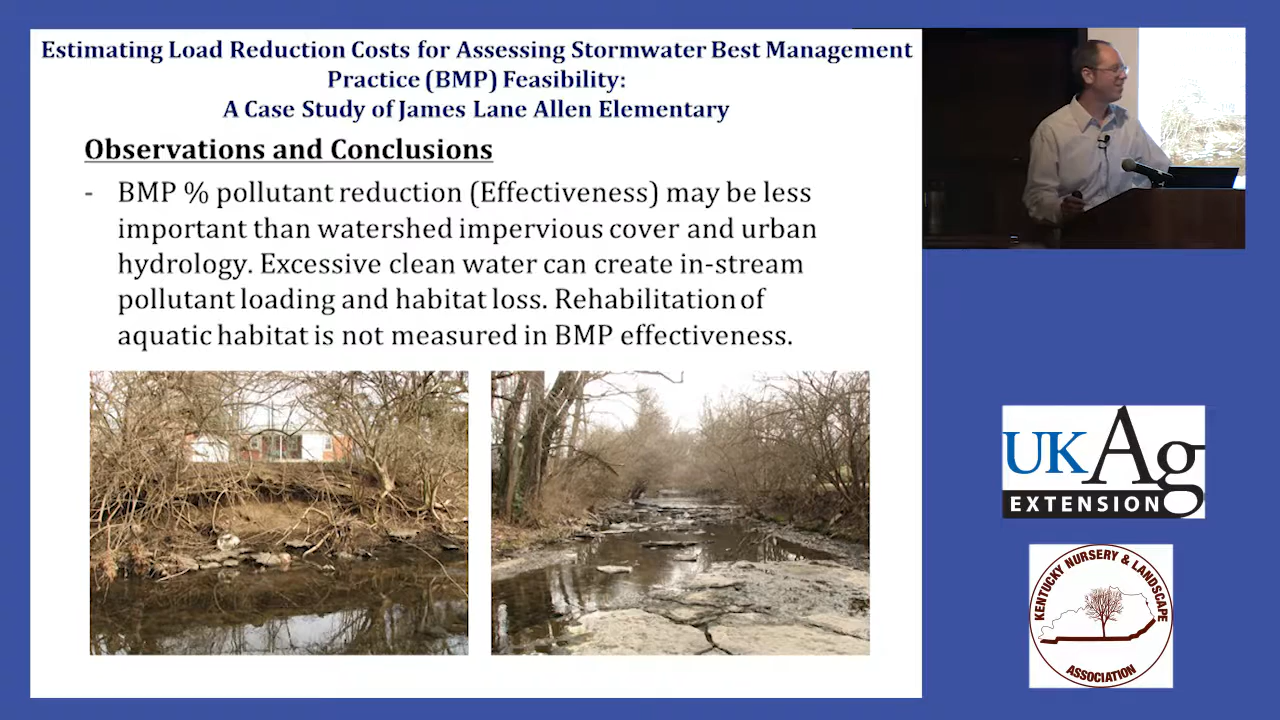 Estimating Load Reduction Costs for Assessing Stormwater Best Management
Practice (BMP) Feasibility:
A Case Study of James Lane Allen Elementary
Observations and Conclusions
- BMP % pollutant reduction (Effectiveness) may be less
important than watershed impervious cover and urban
hydrology. Excessive clean water can create in-stream
pollutant loading and habitat loss. Rehabilitation of
aquatic habitat is not measured in BMP effectiveness.
UKAg
EXTENSION
KENTUCKY NURSERY & LANDSCAPE
ASSOCIATION